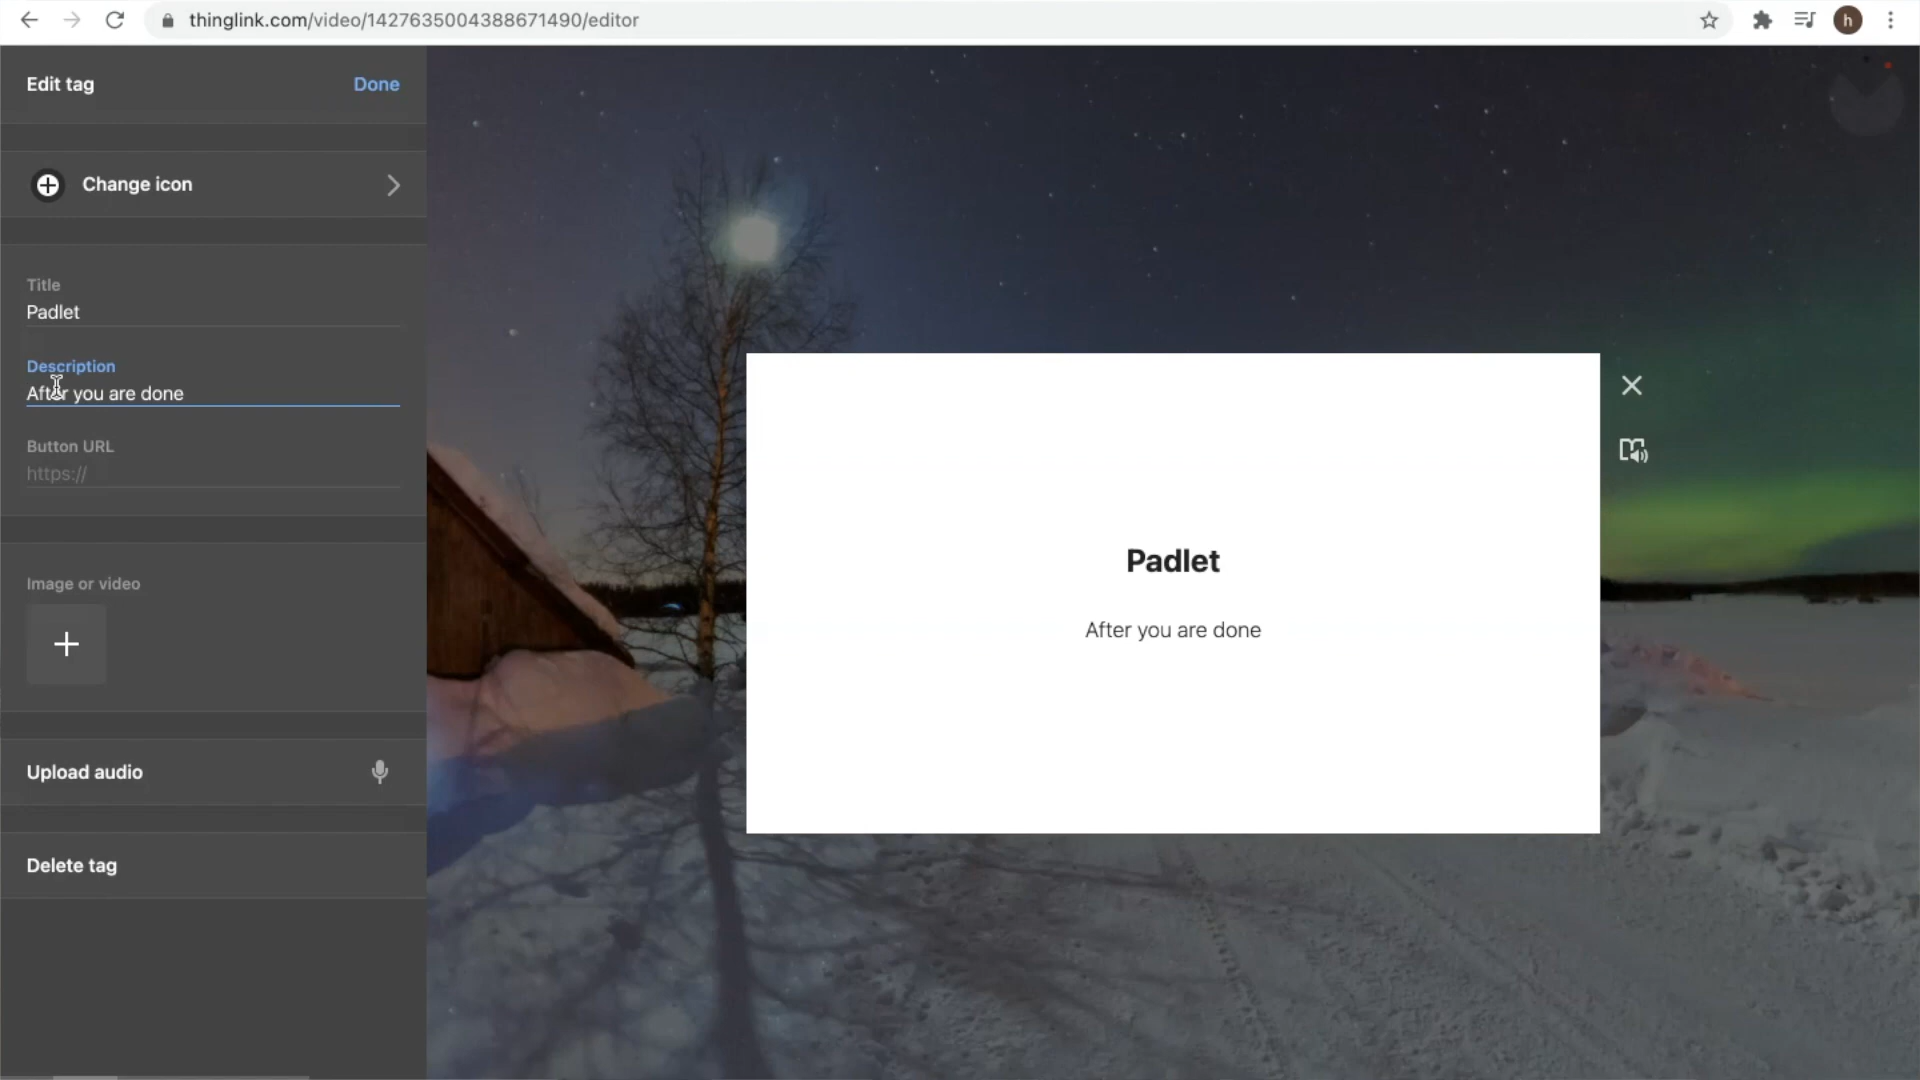 thinglink.com/video/1427635004388671490/editor
h
Edit tag
Done
Change icon
Title
Padlet
Description
After you are done
Button URL
https://
Image or video
Upload audio
Delete tag
Padlet
After you are done